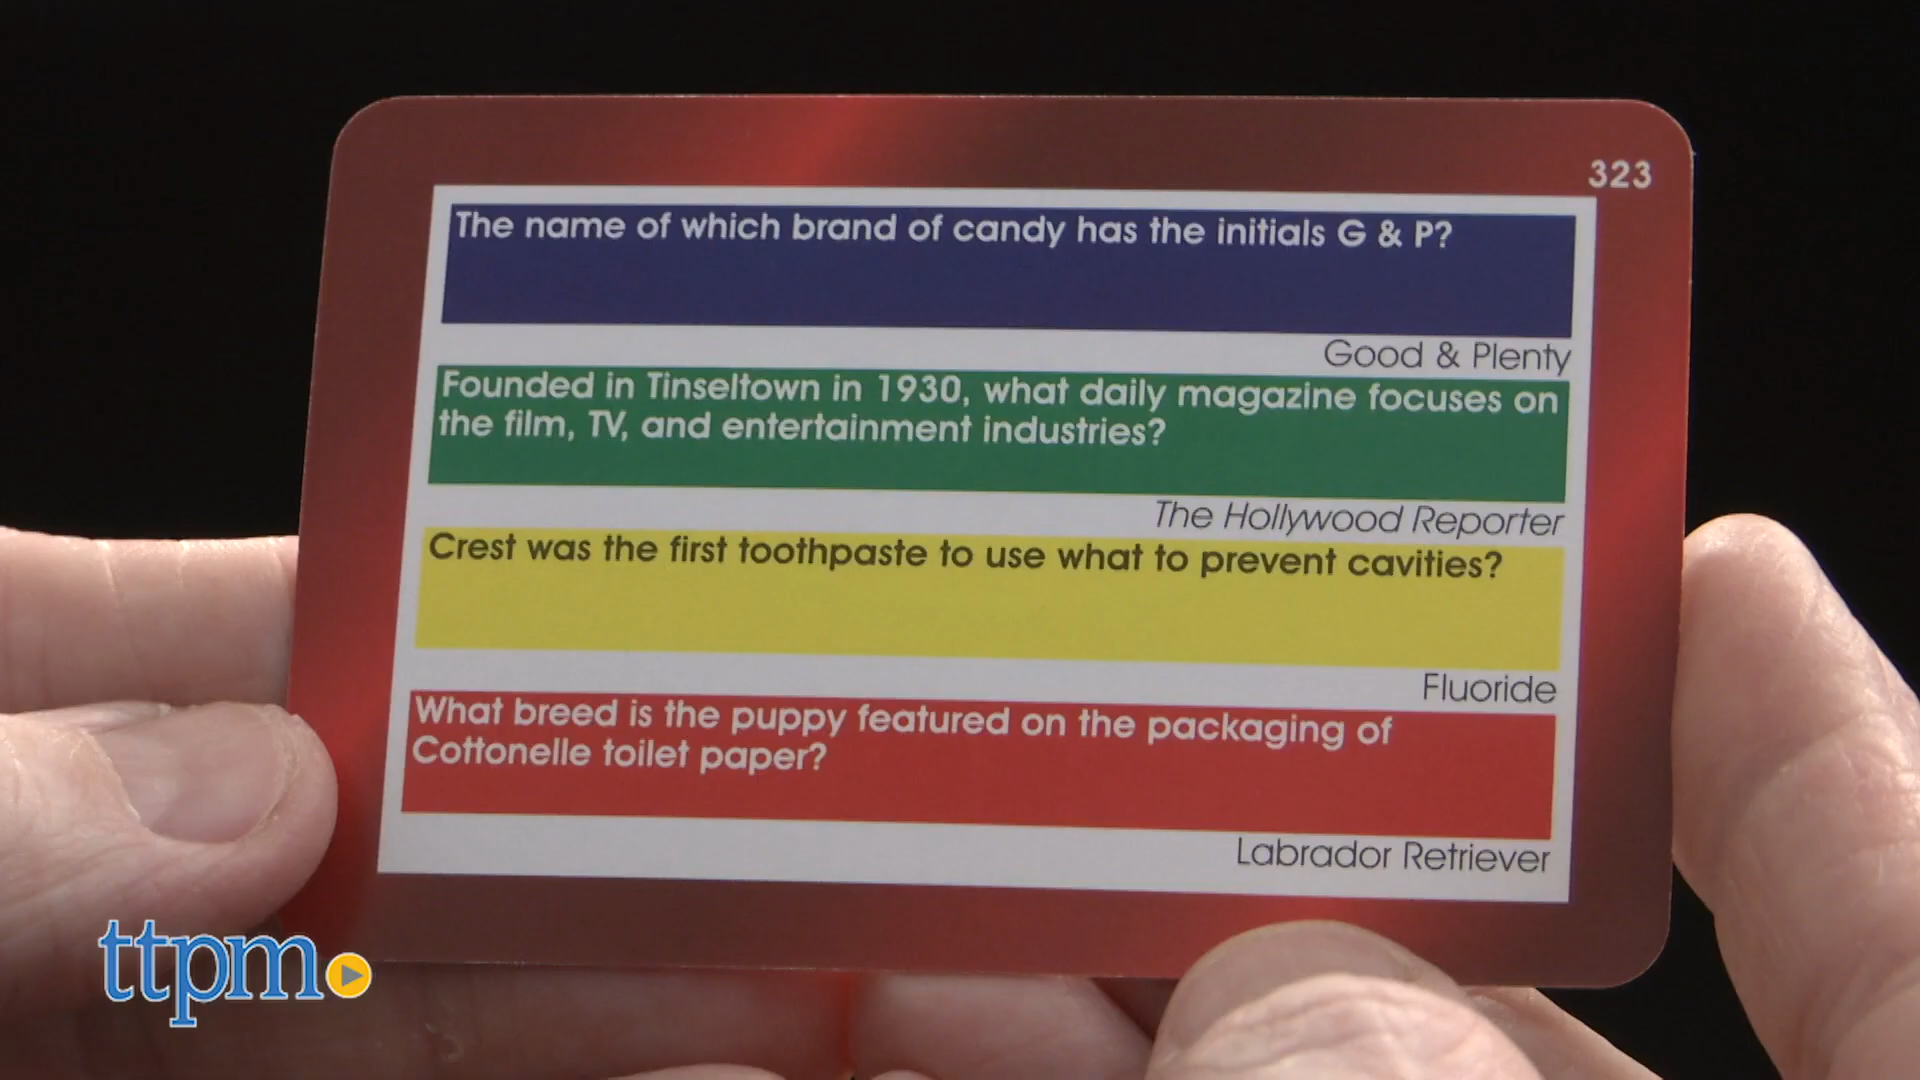 323
The name of which brand of candy has the initials G & P?
Good & Plenty
Founded in Tinseltown in 1930, what daily magazine focuses on
the film, TV, and entertainment industries?
The Hollywood Reporter
Crest was the first toothpaste to use what to prevent cavities?
Fluoride
What breed is the puppy featured on the packaging of
Cottonelle toilet paper?
Labrador Retriever
ttpm